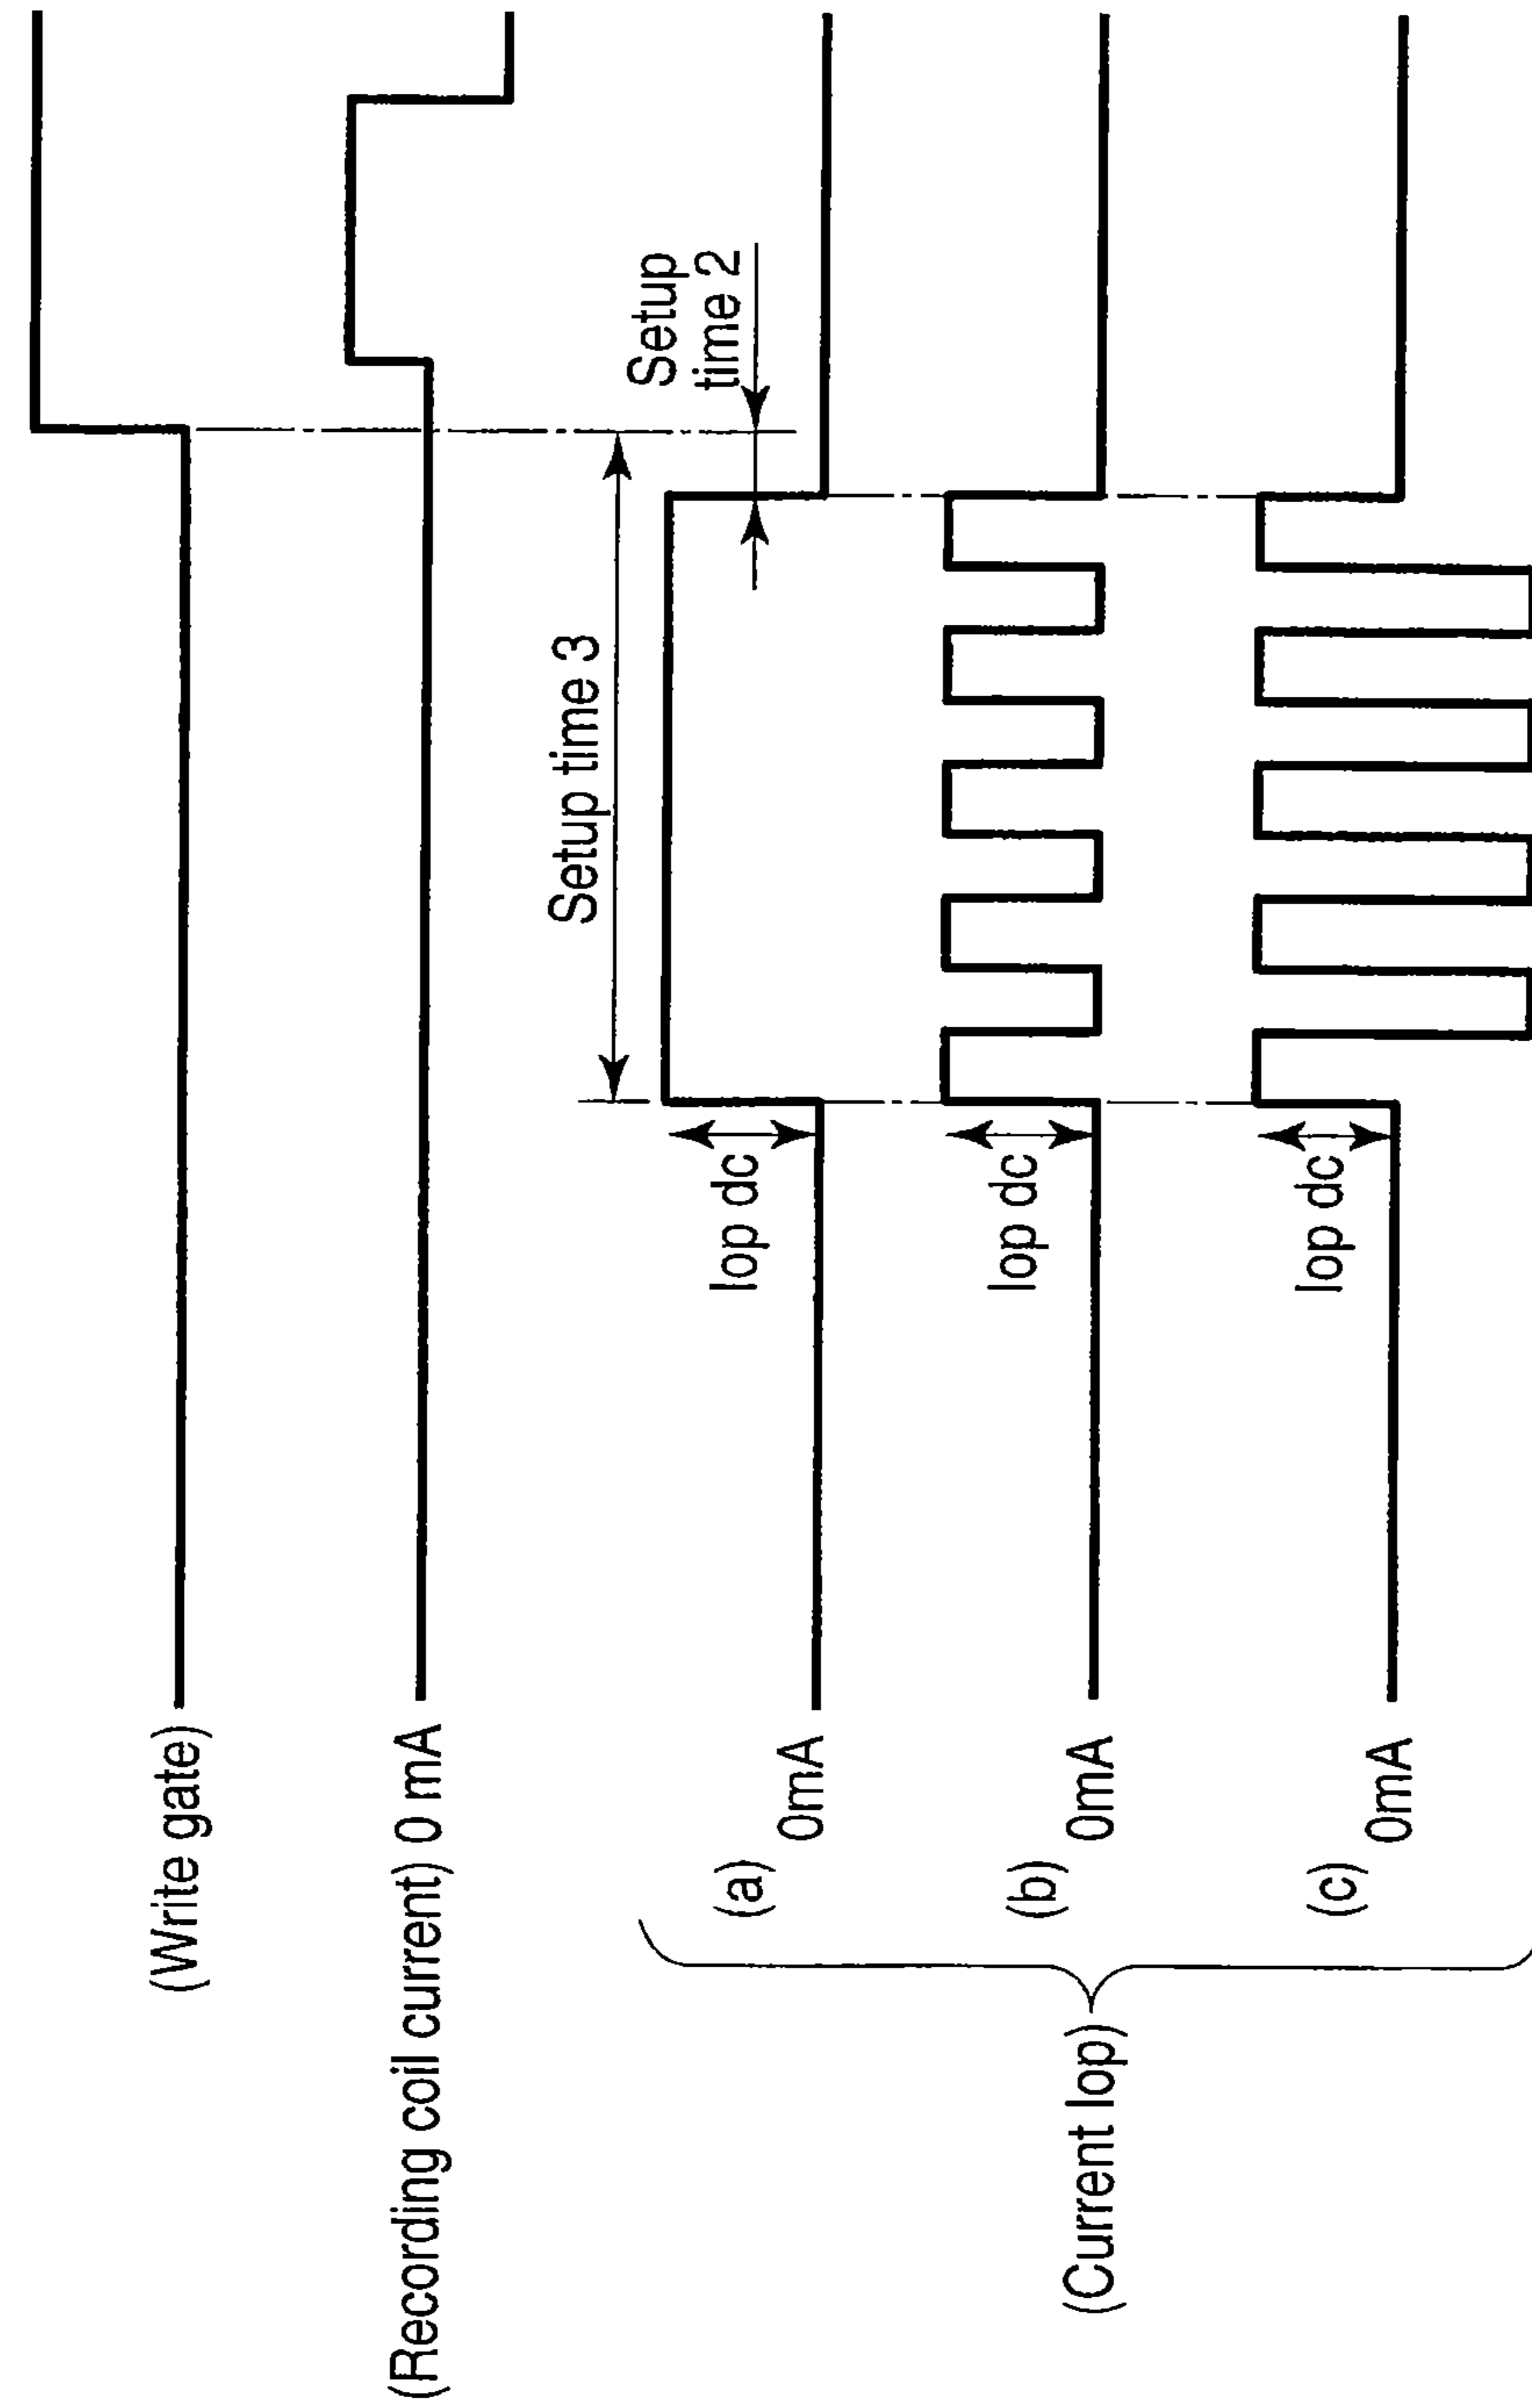 (Write gate)
(Recording coil current) 0 mA
Setup time 3
Setup
time 2
(a)
0mA
Iop dc
(b)
0mA
Iop dc
(c)
0mA
Iop dc
(Current Iop)